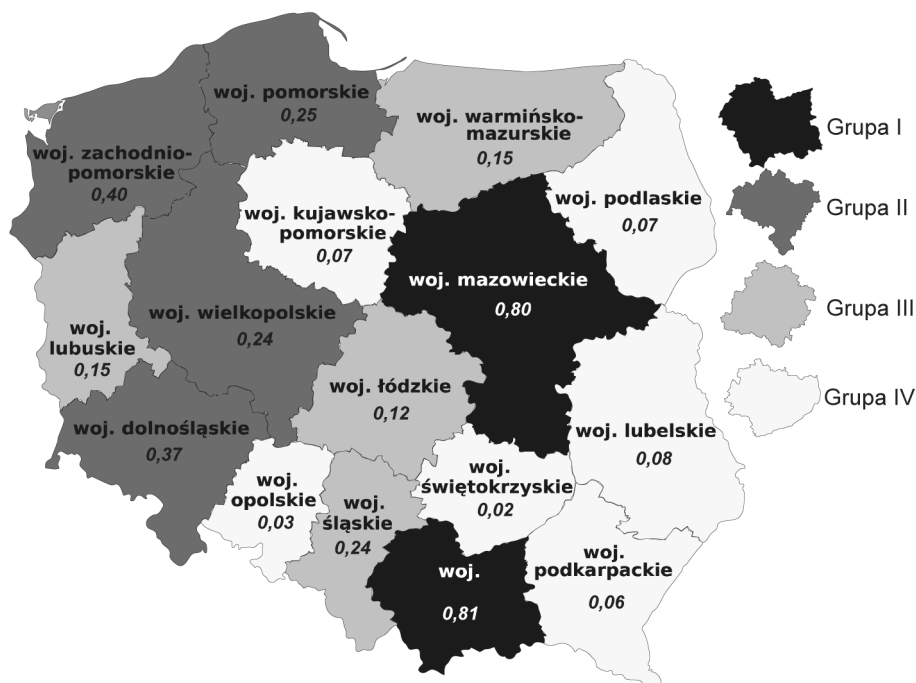 woj. pomorskie
0,25
woj. warmińsko-
mazurskie
0,15
woj. zachodnio-
pomorskie
0,40
woj. kujawsko-
pomorskie
0,07
woj. podlaskie
0,07
woj. mazowieckie
0,80
woj. wielkopolskie
0,24
woj.
lubuskie
0,15
woj. łódzkie
0,12
woj. dolnośląskie
0,37
woj. lubelskie
0,08
woj.
opolskie
0,03
woj.
śląskie
0,24
woj.
świętokrzyskie
0,02
woj.
0,81
woj.
podkarpackie
0,06
Grupa I
Grupa II
Grupa III
Grupa IV